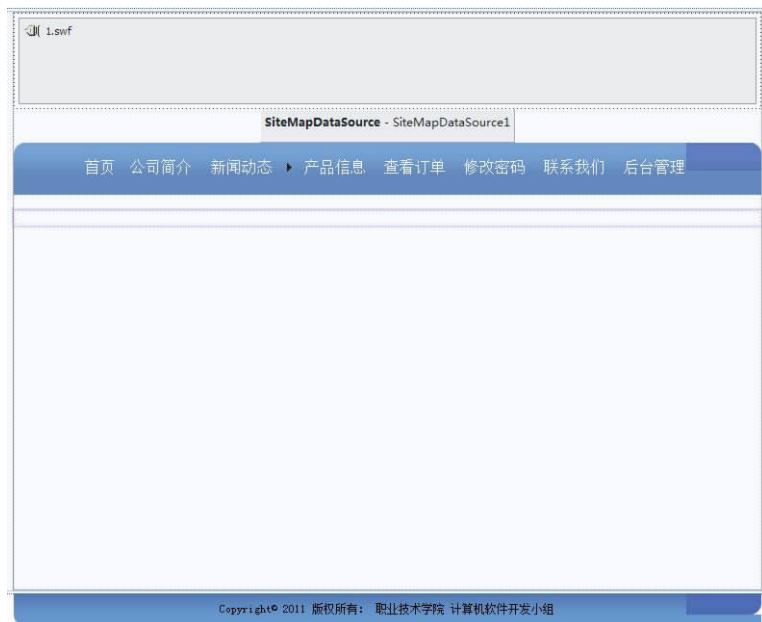 1.swf
SiteMapDataSource - SiteMapDataSource1
首页 公司简介 新闻动态 产品信息 查看订单 修改密码 联系我们 后台管理
Copyright© 2011 版权所有： 职业技术学院 计算机软件开发小组